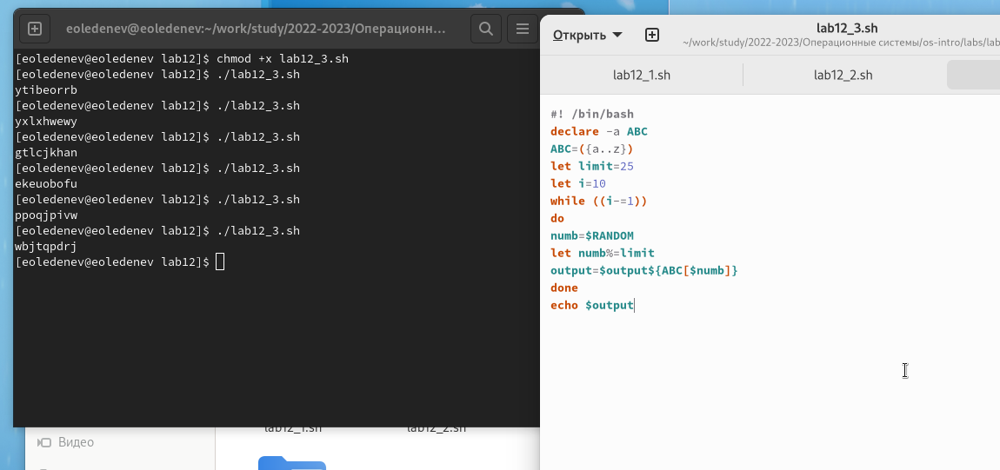 eoledenev@eoledenev:~/work/study/2022-2023/Операционн…
[eoledenev@eoledenev lab12]$ chmod +x lab12_3.sh
[eoledenev@eoledenev lab12]$ ./lab12_3.sh
ytibeorrb
[eoledenev@eoledenev lab12]$ ./lab12_3.sh
yxlxhwewy
[eoledenev@eoledenev lab12]$ ./lab12_3.sh
gtlcjkhan
[eoledenev@eoledenev lab12]$ ./lab12_3.sh
ekeuobofu
[eoledenev@eoledenev lab12]$ ./lab12_3.sh
ppoqjpivw
[eoledenev@eoledenev lab12]$ ./lab12_3.sh
wbjtqpdrj
[eoledenev@eoledenev lab12]$
lab12_1.sh
lab12_2.sh
Видео
Открыть
lab12_3.sh
~/work/study/2022-2023/Операционные системы/os-intro/labs/lab
lab12_1.sh
lab12_2.sh
#! /bin/bash
declare -a ABC
ABC=({a..z})
let limit=25
let i=10
while ((i-=1))
do
numb=$RANDOM
let numb%=limit
output=$output${ABC[$numb]}
done
echo $output